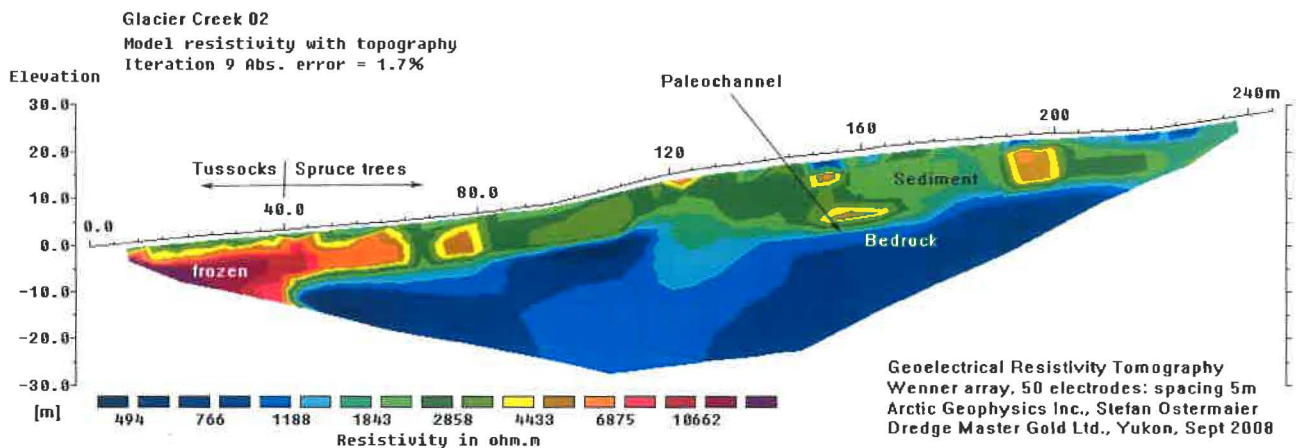 Glacier Creek 02
Model resistivity with topography
Iteration 9 Abs. error = 1.7%
Elevation
Paleochannel
240m
30.0
200
160
20.0
120
Tussocks Spruce trees
Sediment
10.0
80.0
40.0
0.0
0.0
Bedrock
frozen
-10.0
-20.0
-30.0
Geoelectrical Resistivity Tomography
Wenner array, 50 electrodes: spacing 5m
Arctic Geophysics Inc., Stefan Ostermaier
Dredge Master Gold Ltd., Yukon, Sept 2008
[m]
494 766 1188 1843 2858 4433 6875 10662
Resistivity in ohm.m